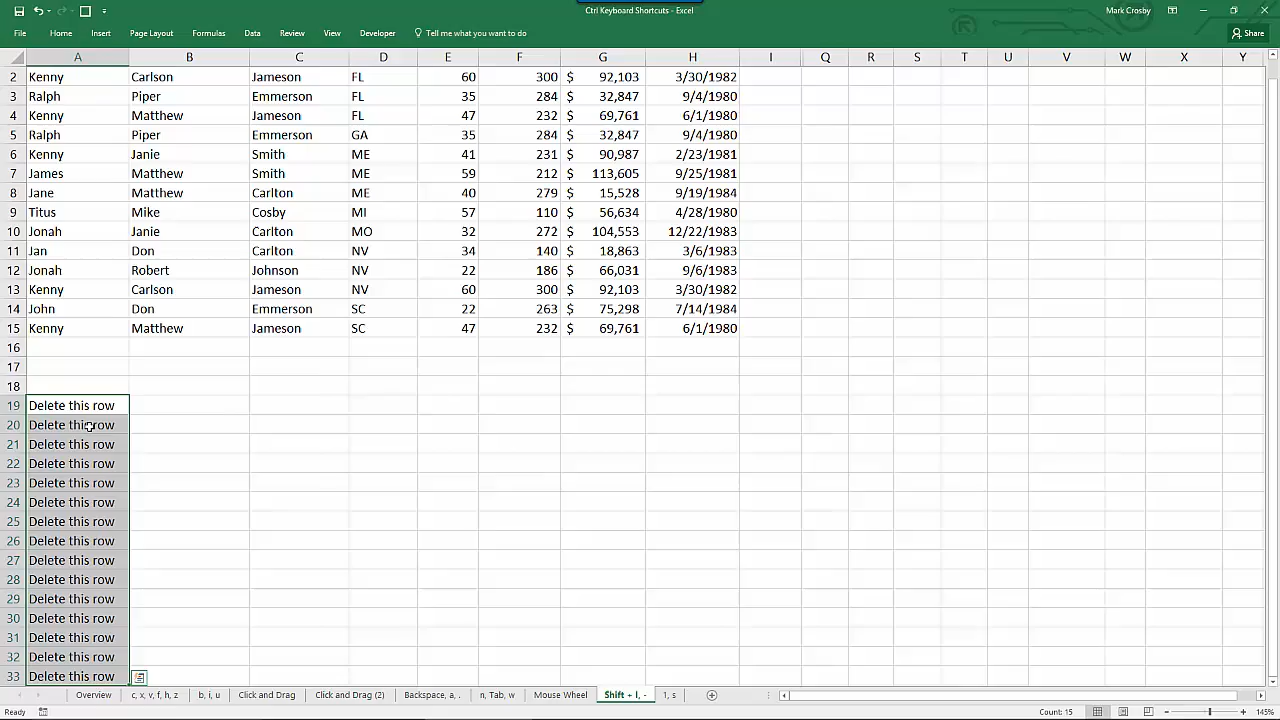 Ctrl Keyboard Shortcuts - Excel
Mark Crosby
File Home Insert Page Layout Formulas Data Review View Developer Tell me what you want to do Share
A B C D E F G H I Q R S T U V W X Y
2 Kenny Carlson Jameson FL 60 300 $ 92,103 3/30/1982
3 Ralph Piper Emmerson FL 35 284 $ 32,847 9/4/1980
4 Kenny Matthew Jameson FL 47 232 $ 69,761 6/1/1980
5 Ralph Piper Emmerson GA 35 284 $ 32,847 9/4/1980
6 Kenny Janie Smith ME 41 231 $ 90,987 2/23/1981
7 James Matthew Smith ME 59 212 $ 113,605 9/25/1981
8 Jane Matthew Carlton ME 40 279 $ 15,528 9/19/1984
9 Titus Mike Cosby MI 57 110 $ 56,634 4/28/1980
10 Jonah Janie Carlton MO 32 272 $ 104,553 12/22/1983
11 Jan Don Carlton NV 34 140 $ 18,863 3/6/1983
12 Jonah Robert Johnson NV 22 186 $ 66,031 9/6/1983
13 Kenny Carlson Jameson NV 60 300 $ 92,103 3/30/1982
14 John Don Emmerson SC 22 263 $ 75,298 7/14/1984
15 Kenny Matthew Jameson SC 47 232 $ 69,761 6/1/1980
16
17
18
19 Delete this row
20 Delete this row
21 Delete this row
22 Delete this row
23 Delete this row
24 Delete this row
25 Delete this row
26 Delete this row
27 Delete this row
28 Delete this row
29 Delete this row
30 Delete this row
31 Delete this row
32 Delete this row
33 Delete this row
Overview c, x, v, f, h, z b, i, u Click and Drag Click and Drag (2) Backspace, a, . n, Tab, w Mouse Wheel Shift + l, - 1, s
Ready Count: 15 145%